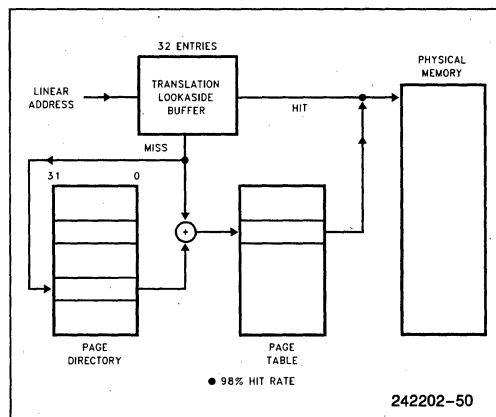 32 ENTRIES
TRANSLATION
LOOKASIDE
BUFFER
LINEAR
ADDRESS
HIT
PHYSICAL
MEMORY
MISS
31 0
+
PAGE
DIRECTORY
PAGE
TABLE
● 98% HIT RATE
242202-50